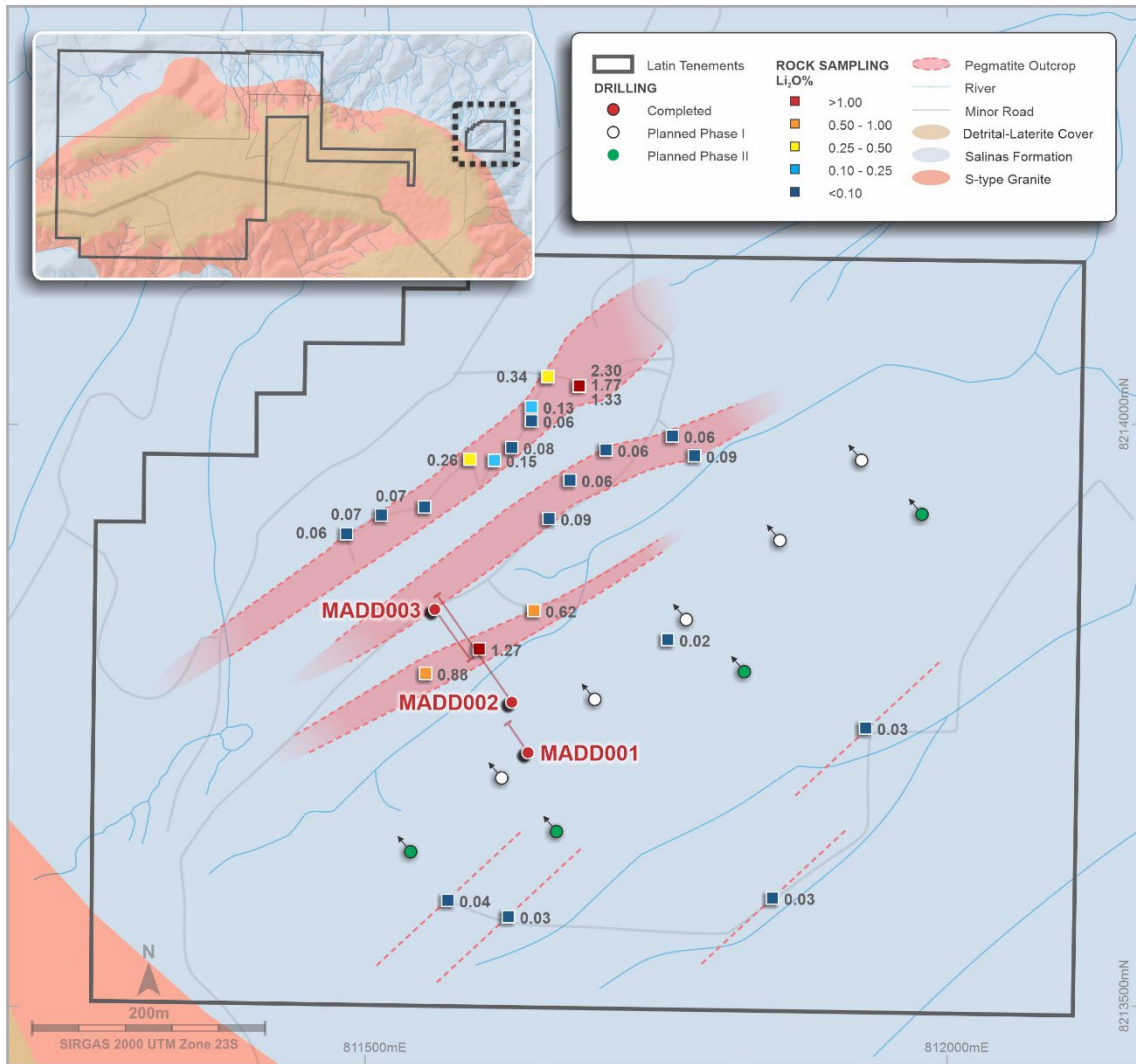 Latin Tenements
DRILLING
Completed
Planned Phase I
Planned Phase II
ROCK SAMPLING
Li₂O%
>1.00
0.50 - 1.00
0.25 - 0.50
0.10 - 0.25
<0.10
Pegmatite Outcrop
River
Minor Road
Detrital-Laterite Cover
Salinas Formation
S-type Granite
0.34
2.30
1.77
1.33
0.13
0.06
0.08
0.26
0.15
0.07
0.07
0.06
0.06
0.09
0.06
0.06
0.09
MADD003
0.62
1.27
0.88
0.02
MADD002
MADD001
0.03
0.04
0.03
0.03
8214000mN
8213500mN
N
200m
SIRGAS 2000 UTM Zone 23S
811500mE
812000mE